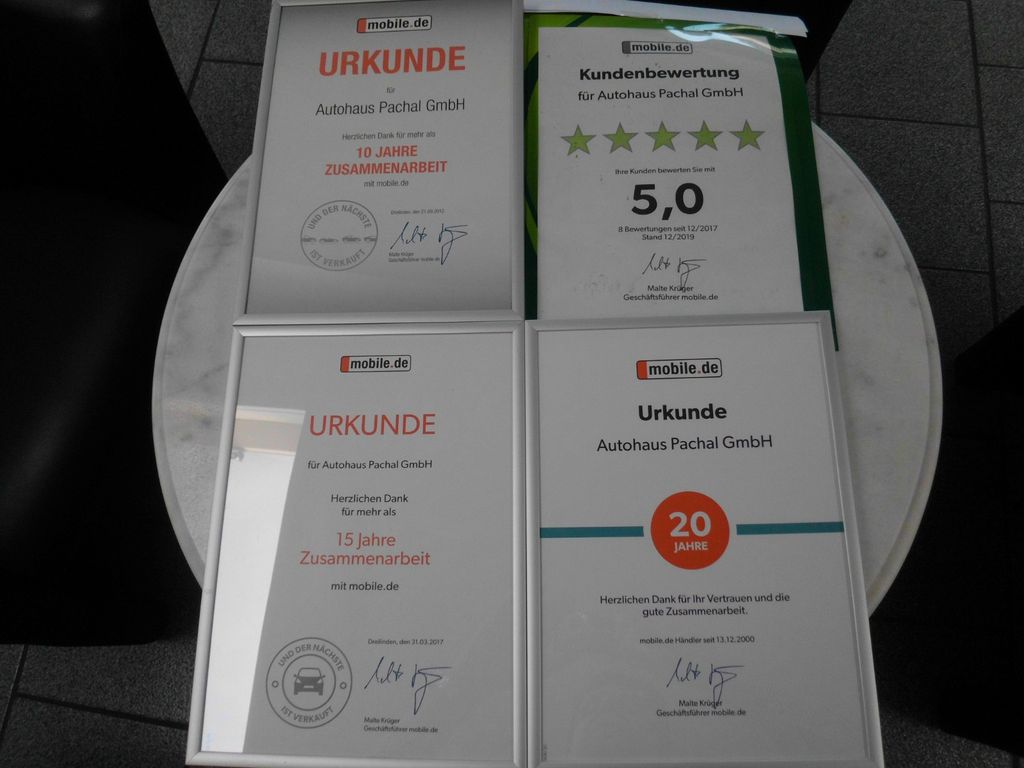 mobile.de
URKUNDE
für
Autohaus Pachal GmbH
Herzlichen Dank für mehr als
10 JAHRE
ZUSAMMENARBEIT
mit mobile.de
UND DER NÄCHSTE
IST VERKAUFT
Malte Krüger
Geschäftsführer mobile.de
mobile.de
Kundenbewertung
für Autohaus Pachal GmbH
Ihre Kunden bewerten Sie mit
5,0
8 Bewertungen seit 12/2017
Stand 12/2019
Malte Krüger
Geschäftsführer mobile.de
mobile.de
URKUNDE
für Autohaus Pachal GmbH
Herzlichen Dank
für mehr als
15 Jahre
Zusammenarbeit
mit mobile.de
UND DER NÄCHSTE
IST VERKAUFT
Dreilinden, den 31.03.2017
Malte Krüger
Geschäftsführer mobile.de
mobile.de
Urkunde
Autohaus Pachal GmbH
20
JAHRE
Herzlichen Dank für Ihr Vertrauen und die
gute Zusammenarbeit.
mobile.de Händler seit 13.12.2000
Malte Krüger
Geschäftsführer mobile.de